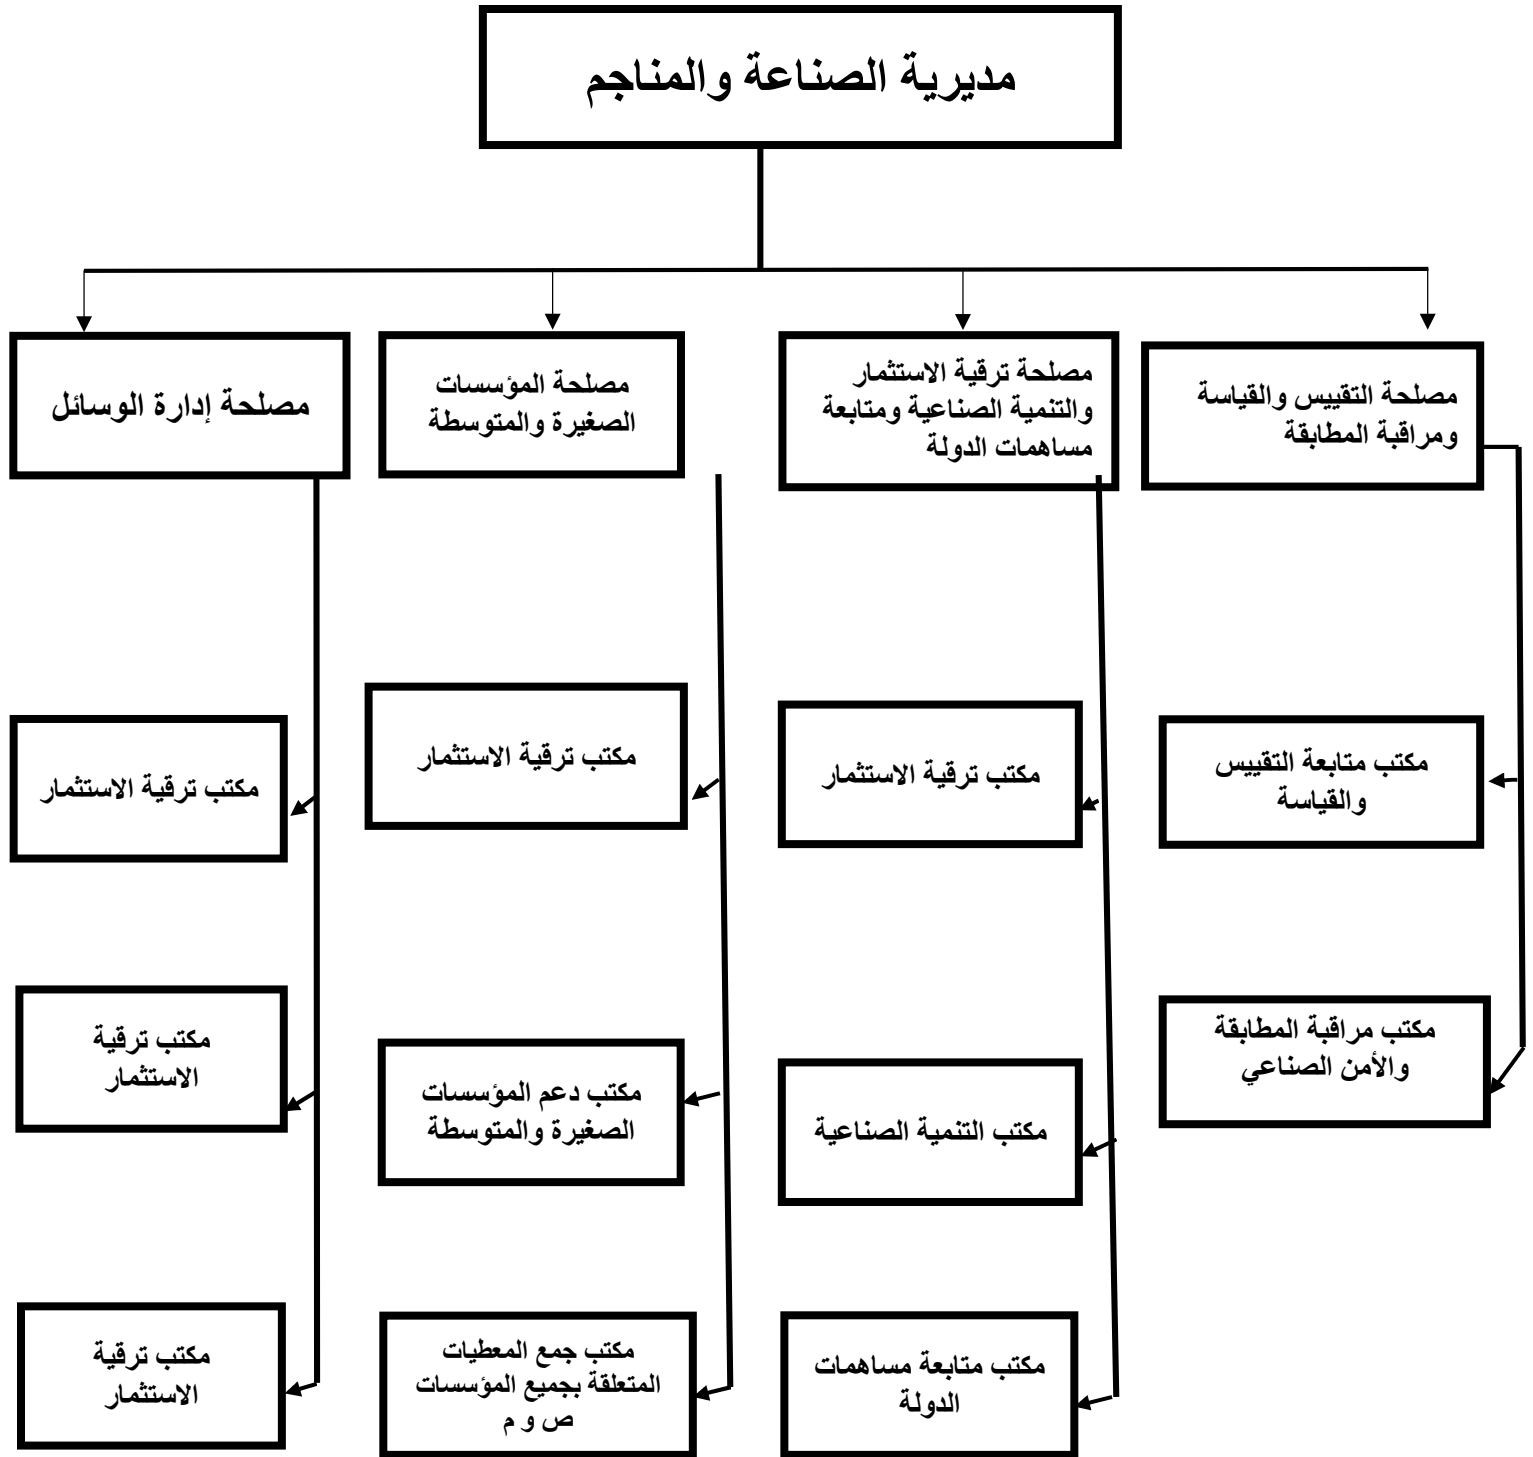 مديرية الصناعة والمناجم
مصلحة التقييس والقياسة
ومراقبة المطابقة
مصلحة ترقية الاستثمار
والتنمية الصناعية ومتابعة
مساهمات الدولة
مصلحة المؤسسات
الصغيرة والمتوسطة
مصلحة إدارة الوسائل
مكتب متابعة التقييس
والقياسة
مكتب ترقية الاستثمار
مكتب ترقية الاستثمار
مكتب ترقية الاستثمار
مكتب مراقبة المطابقة
والأمن الصناعي
مكتب التنمية الصناعية
مكتب دعم المؤسسات
الصغيرة والمتوسطة
مكتب ترقية
الاستثمار
مكتب متابعة مساهمات
الدولة
مكتب جمع المعطيات
المتعلقة بجميع المؤسسات
ص و م
مكتب ترقية
الاستثمار